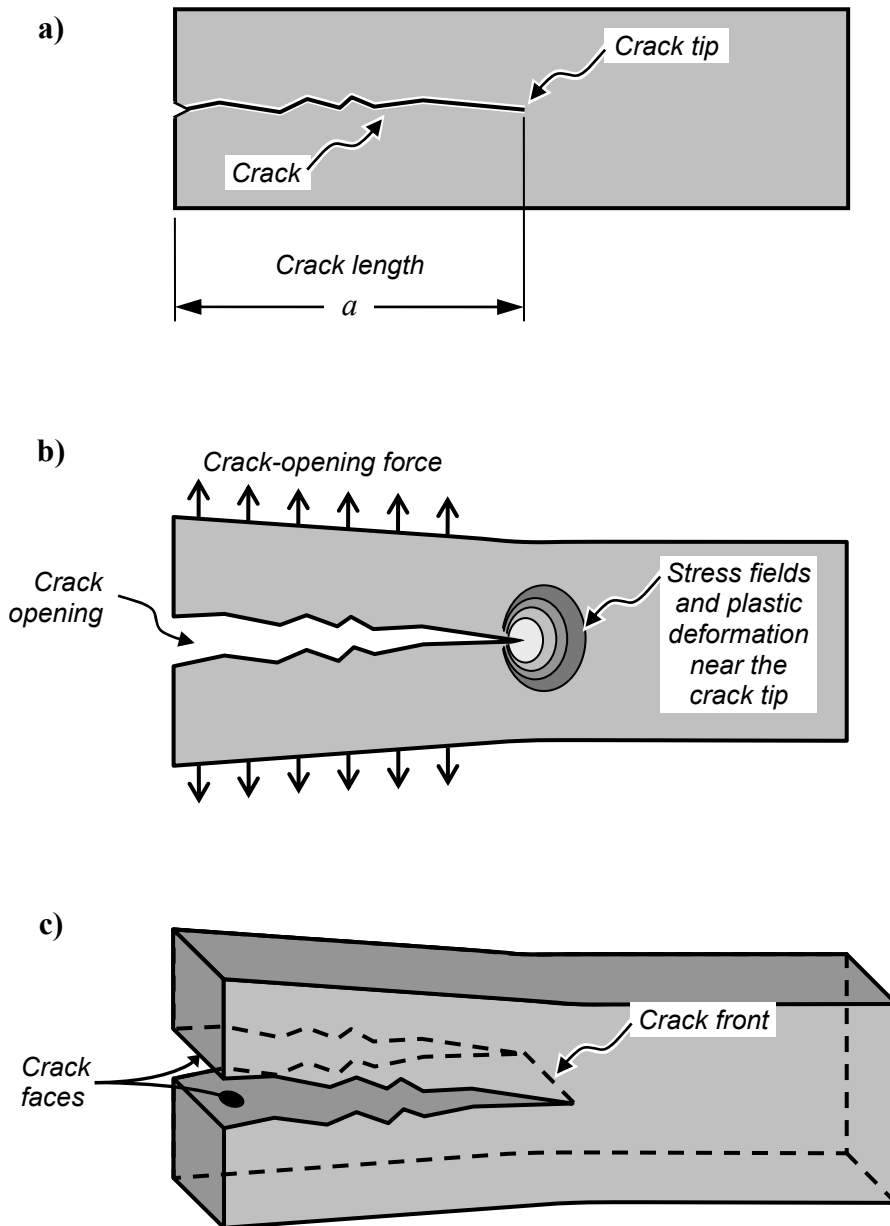 a)
Crack tip
Crack
Crack length
a
b)
Crack-opening force
Crack
opening
Stress fields
and plastic
deformation
near the
crack tip
c)
Crack front
Crack
faces